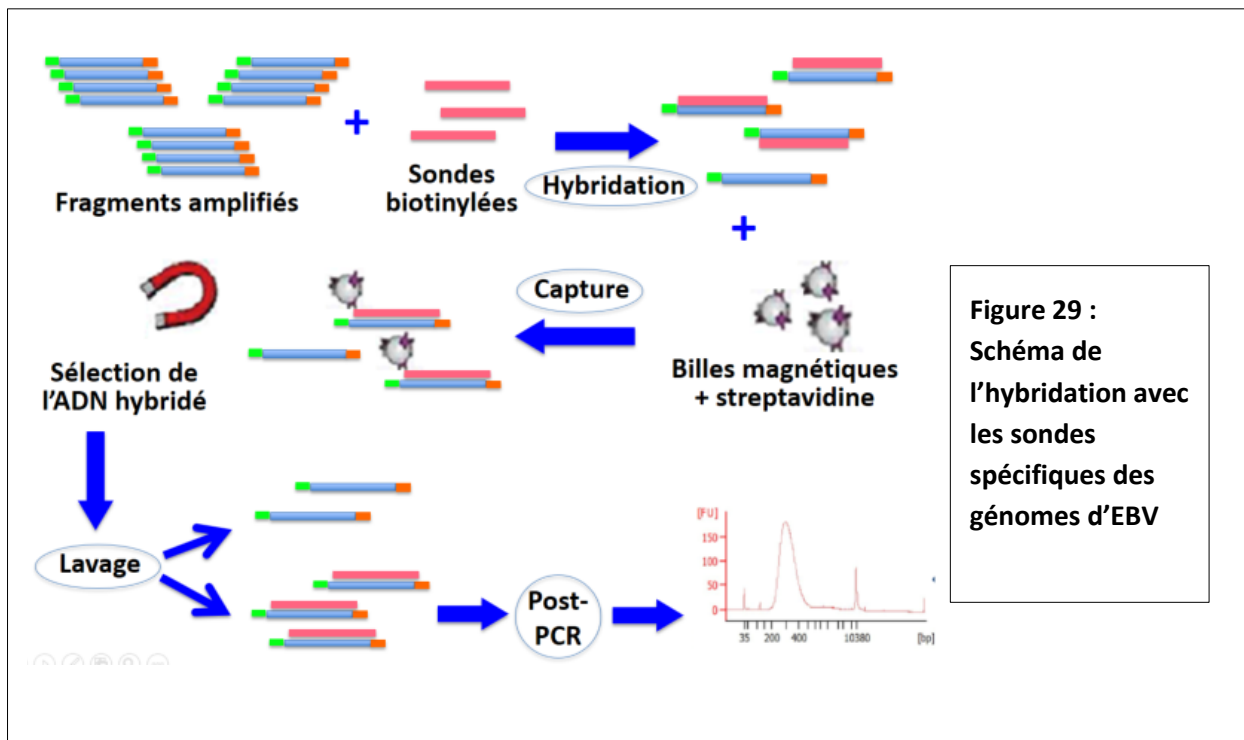 Fragments amplifiés
+
Sondes
biotinylées
Hybridation
+
Sélection de
l'ADN hybridé
Capture
Billes magnétiques
+ streptavidine
Lavage
Post-
PCR
[FU]
150
100
50
0
35 200 400 10380 [bp]
Figure 29 :
Schéma de
l'hybridation avec
les sondes
spécifiques des
génomes d'EBV